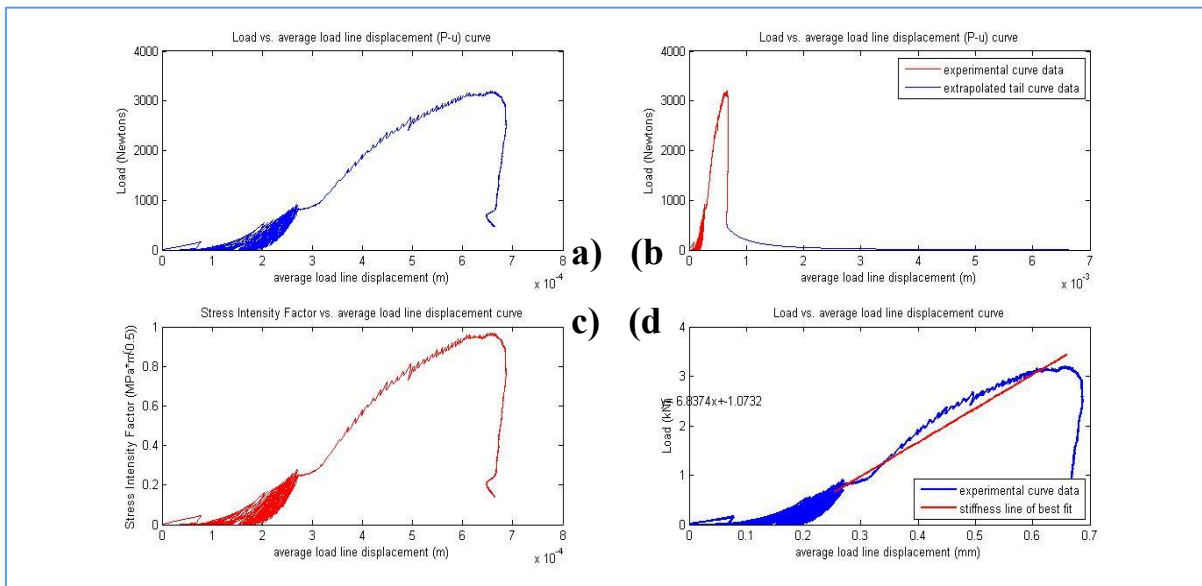 Load vs. average load line displacement (P-u) curve
4000
3000
2000
1000
0
Load (Newtons)
0 1 2 3 4 5 6 7 8
x 10⁻⁴
average load line displacement (m)
a)
Load vs. average load line displacement (P-u) curve
4000
3000
2000
1000
0
Load (Newtons)
experimental curve data
extrapolated tail curve data
0 1 2 3 4 5 6 7
x 10⁻³
average load line displacement (m)
(b
Stress Intensity Factor vs. average load line displacement curve
1
0.8
0.6
0.4
0.2
0
Stress Intensity Factor (MPa*m(0.5))
0 1 2 3 4 5 6 7 8
x 10⁻⁴
average load line displacement (m)
c)
Load vs. average load line displacement curve
4
3
2
1
0
Load (kN)
6.8374x+-1.0732
experimental curve data
stiffness line of best fit
0 0.1 0.2 0.3 0.4 0.5 0.6 0.7
average load line displacement (mm)
(d